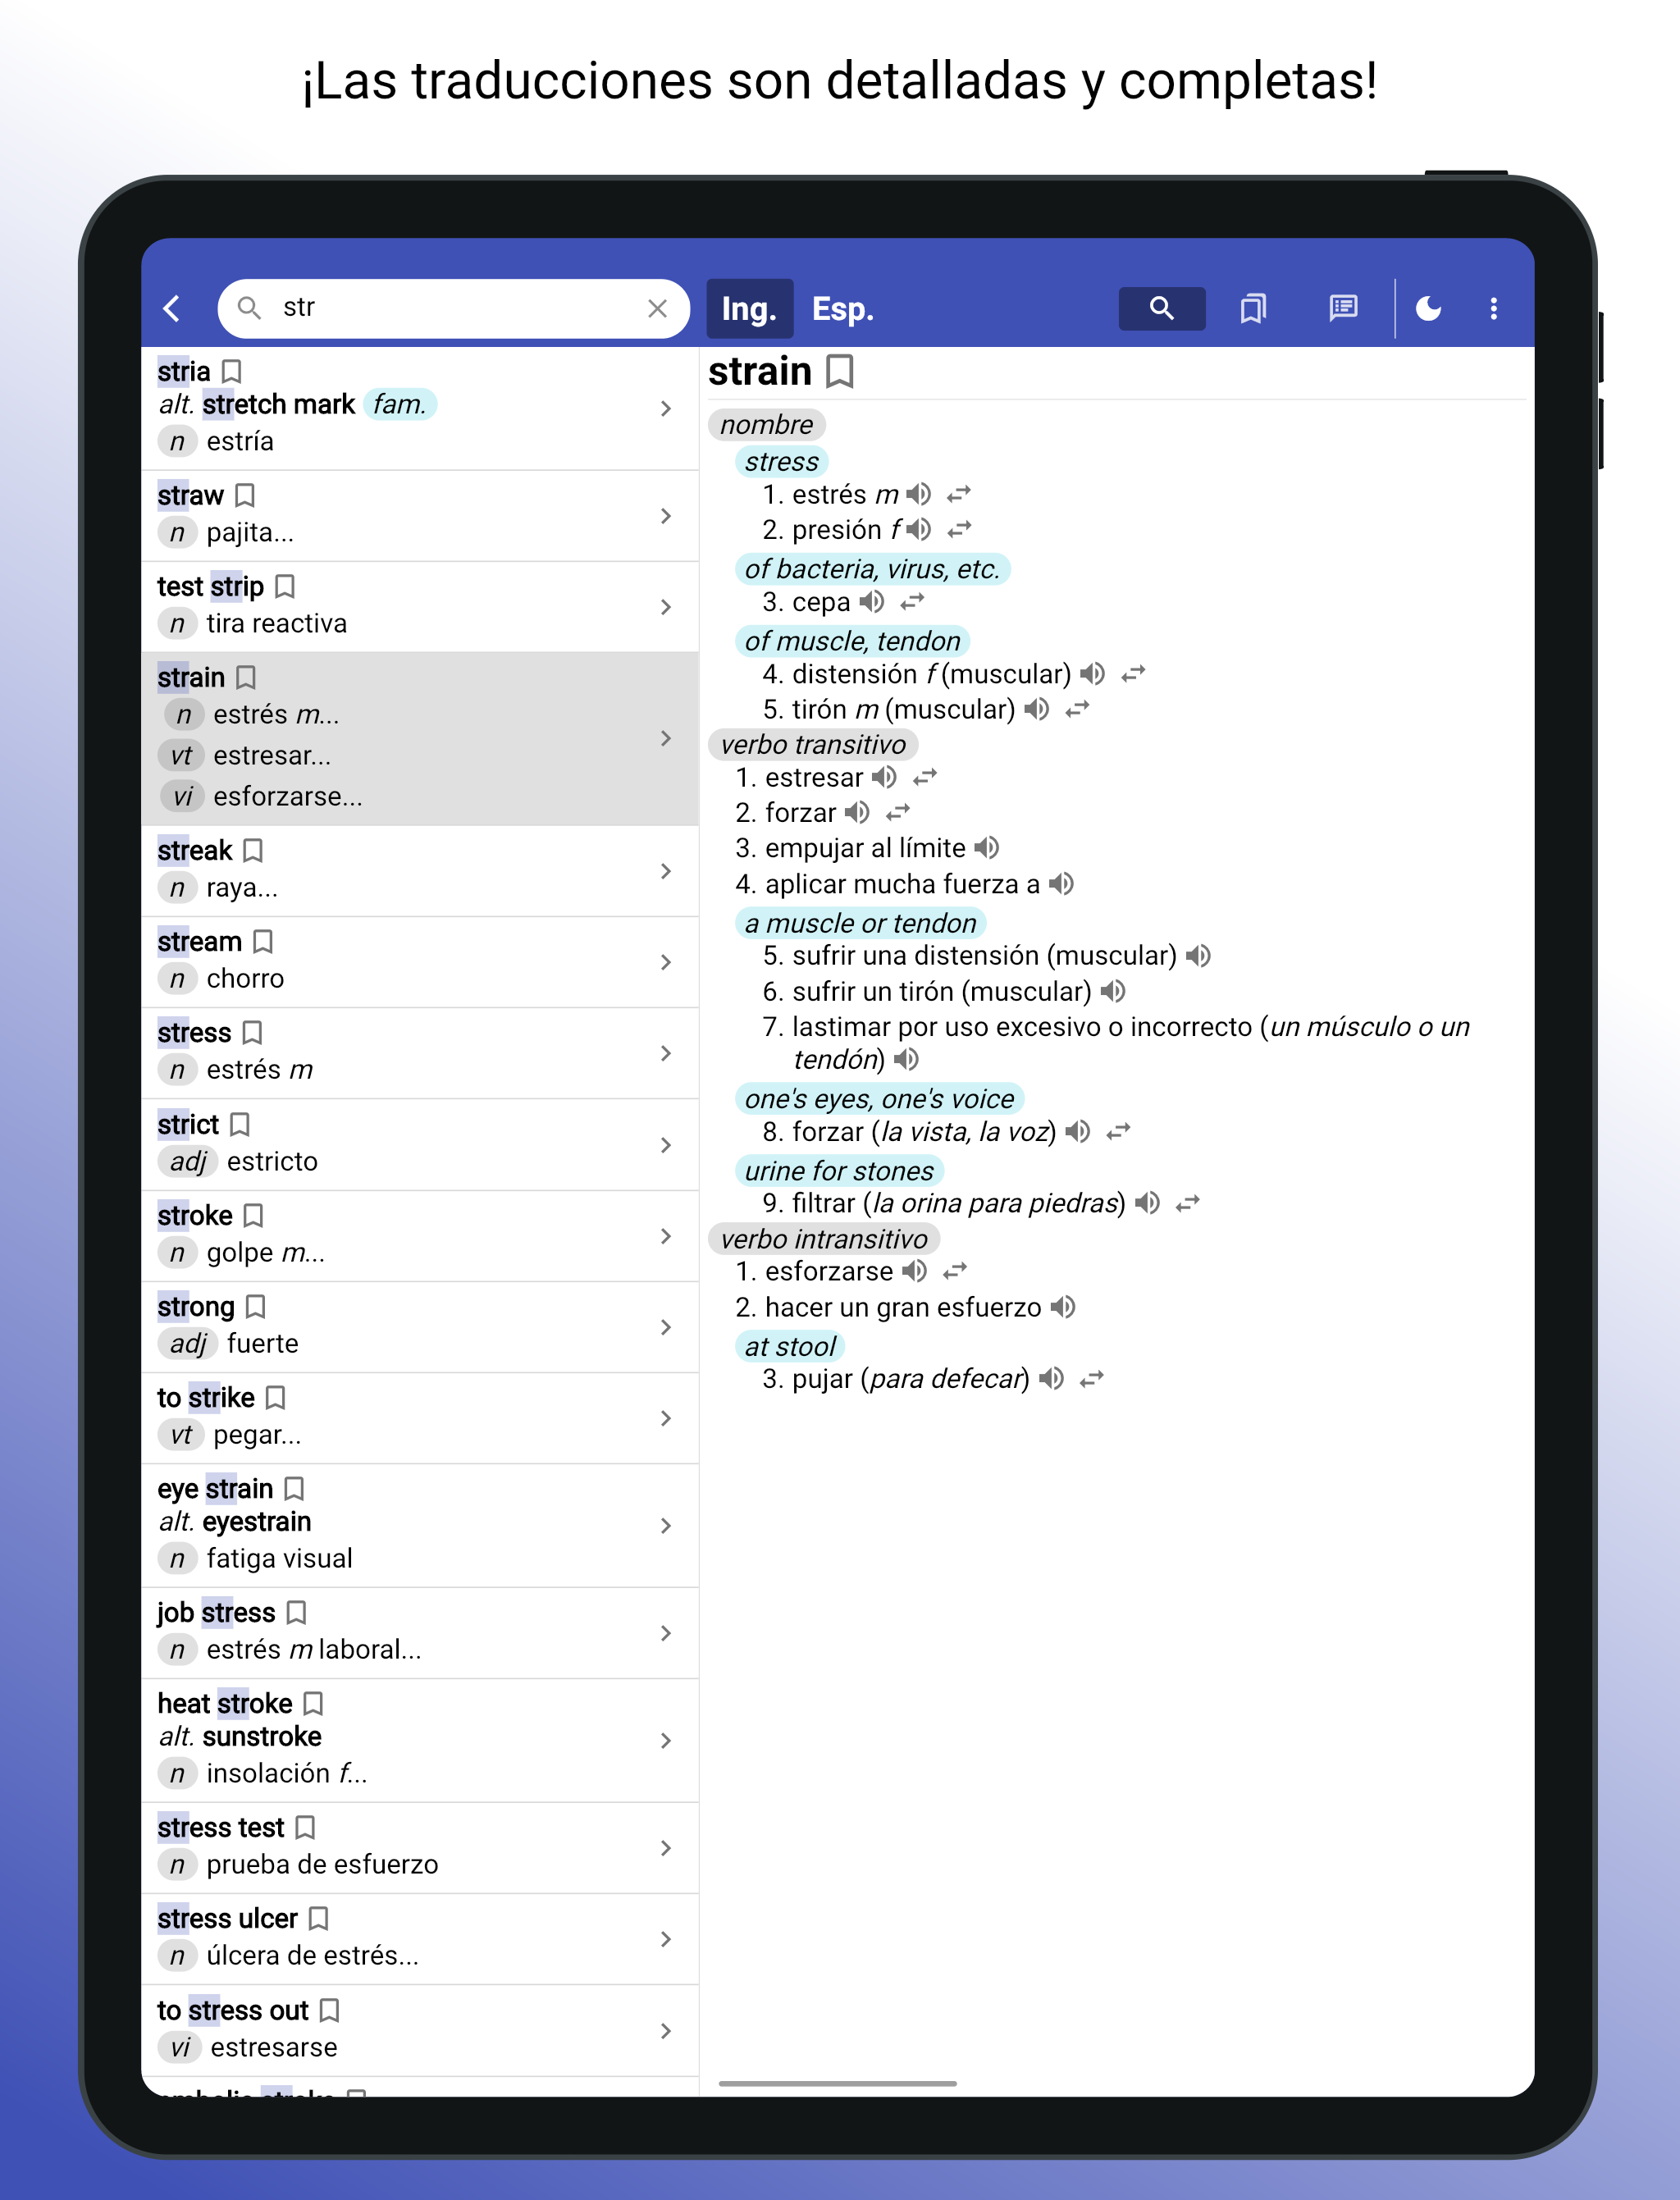 ¡Las traducciones son detalladas y completas!
str
Ing.
Esp.
stria
alt. stretch mark fam.
n estría
straw
n pajita...
test strip
n tira reactiva
strain
n estrés m...
vt estresar...
vi esforzarse...
streak
n raya...
stream
n chorro
stress
n estrés m
strict
adj estricto
stroke
n golpe m...
strong
adj fuerte
to strike
vt pegar...
eye strain
alt. eyestrain
n fatiga visual
job stress
n estrés m laboral...
heat stroke
alt. sunstroke
n insolación f...
stress test
n prueba de esfuerzo
stress ulcer
n úlcera de estrés...
to stress out
vi estresarse
embolic stroke
strain
nombre
stress
1. estrés m
2. presión f
of bacteria, virus, etc.
3. cepa
of muscle, tendon
4. distensión f (muscular)
5. tirón m (muscular)
verbo transitivo
1. estresar
2. forzar
3. empujar al límite
4. aplicar mucha fuerza a
a muscle or tendon
5. sufrir una distensión (muscular)
6. sufrir un tirón (muscular)
7. lastimar por uso excesivo o incorrecto (un músculo o un
tendón)
one's eyes, one's voice
8. forzar (la vista, la voz)
urine for stones
9. filtrar (la orina para piedras)
verbo intransitivo
1. esforzarse
2. hacer un gran esfuerzo
at stool
3. pujar (para defecar)